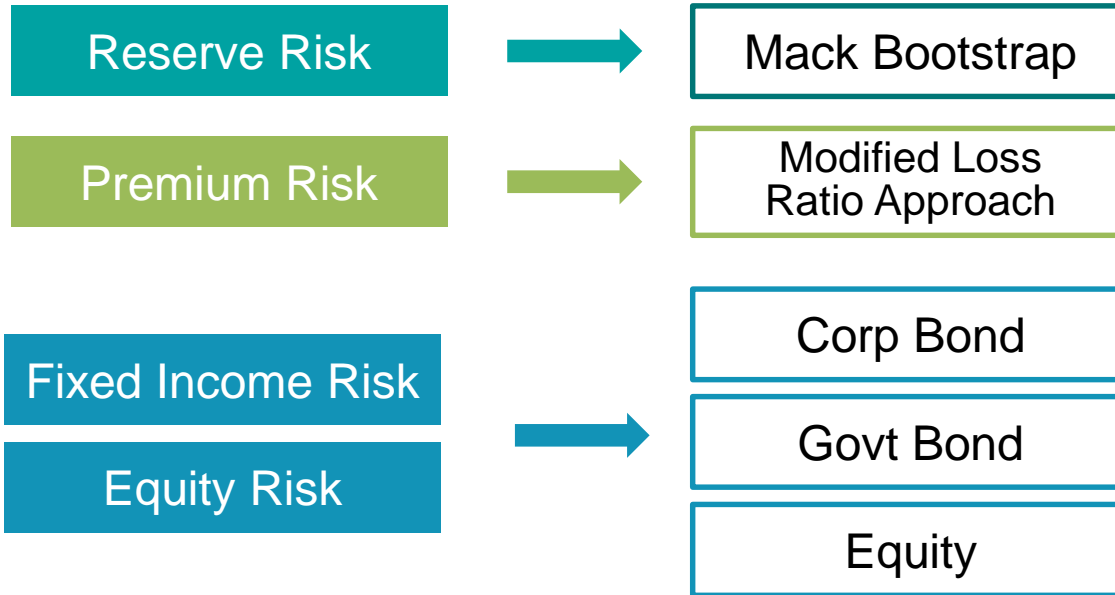 Reserve Risk
Mack Bootstrap
Premium Risk
Modified Loss
Ratio Approach
Fixed Income Risk
Equity Risk
Corp Bond
Govt Bond
Equity